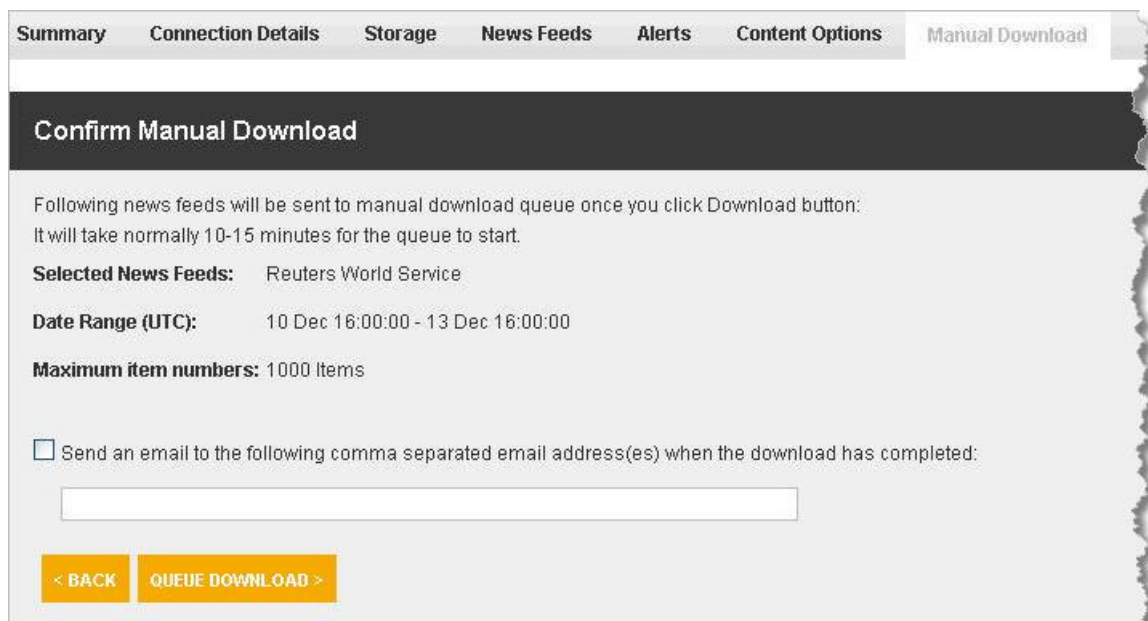 Summary Connection Details Storage News Feeds Alerts Content Options Manual Download
Confirm Manual Download
Following news feeds will be sent to manual download queue once you click Download button:
It will take normally 10-15 minutes for the queue to start.
Selected News Feeds: Reuters World Service
Date Range (UTC): 10 Dec 16:00:00 - 13 Dec 16:00:00
Maximum item numbers: 1000 Items
Send an email to the following comma separated email address(es) when the download has completed:
< BACK QUEUE DOWNLOAD >